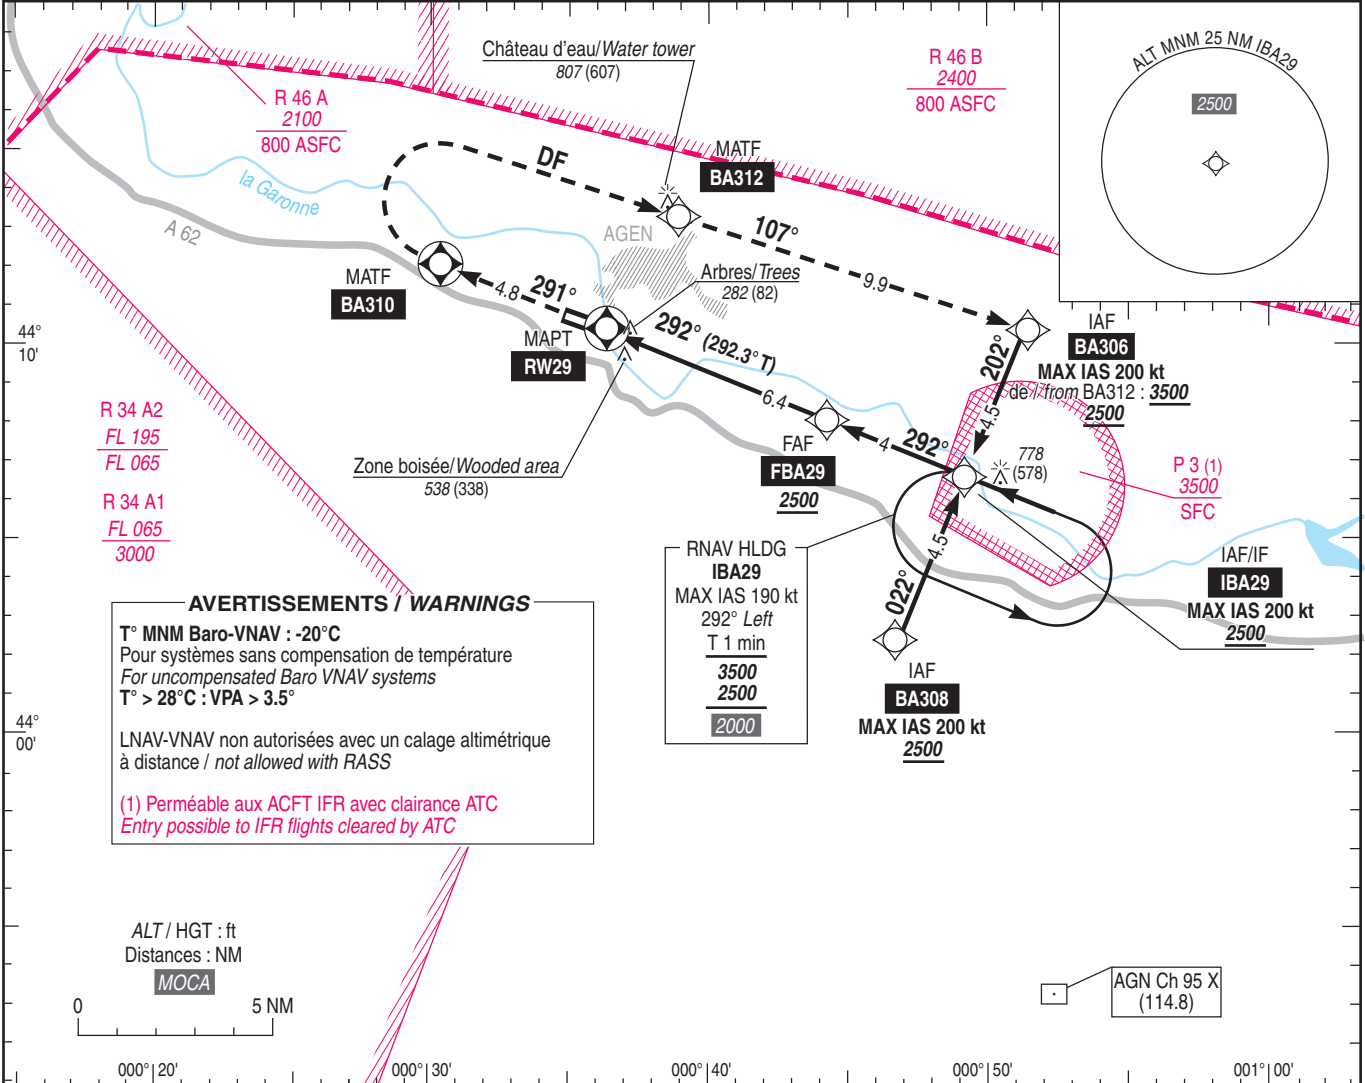 Château d'eau/Water tower
807 (607)
R 46 A
2100
800 ASFC
R 46 B
2400
800 ASFC
ALT MNM 25 NM IBA29
2500
la Garonne
A 62
DF
MATF
BA312
107°
9.9
AGEN
Arbres/Trees
282 (82)
MATF
BA310
4.8
291°
MAPT
RW29
292° (292.3° T)
6.4
IAF
BA306
MAX IAS 200 kt
de / from BA312 : 3500
2500
202°
4.5
44°
10'
R 34 A2
FL 195
FL 065
R 34 A1
FL 065
3000
Zone boisée/Wooded area
538 (338)
FAF
FBA29
2500
292°
4
778
(578)
P 3 (1)
3500
SFC
RNAV HLDG
IBA29
MAX IAS 190 kt
292° Left
T 1 min
3500
2500
2000
4.5
022°
IAF/IF
IBA29
MAX IAS 200 kt
2500
IAF
BA308
MAX IAS 200 kt
2500
AVERTISSEMENTS / WARNINGS
T° MNM Baro-VNAV : -20°C
Pour systèmes sans compensation de température
For uncompensated Baro VNAV systems
T° > 28°C : VPA > 3.5°
LNAV-VNAV non autorisées avec un calage altimétrique
à distance / not allowed with RASS
(1) Perméable aux ACFT IFR avec clairance ATC
Entry possible to IFR flights cleared by ATC
44°
00'
ALT / HGT : ft
Distances : NM
MOCA
0 5 NM
AGN Ch 95 X
(114.8)
000° 20' 000° 30' 000° 40' 000° 50' 001° 00'